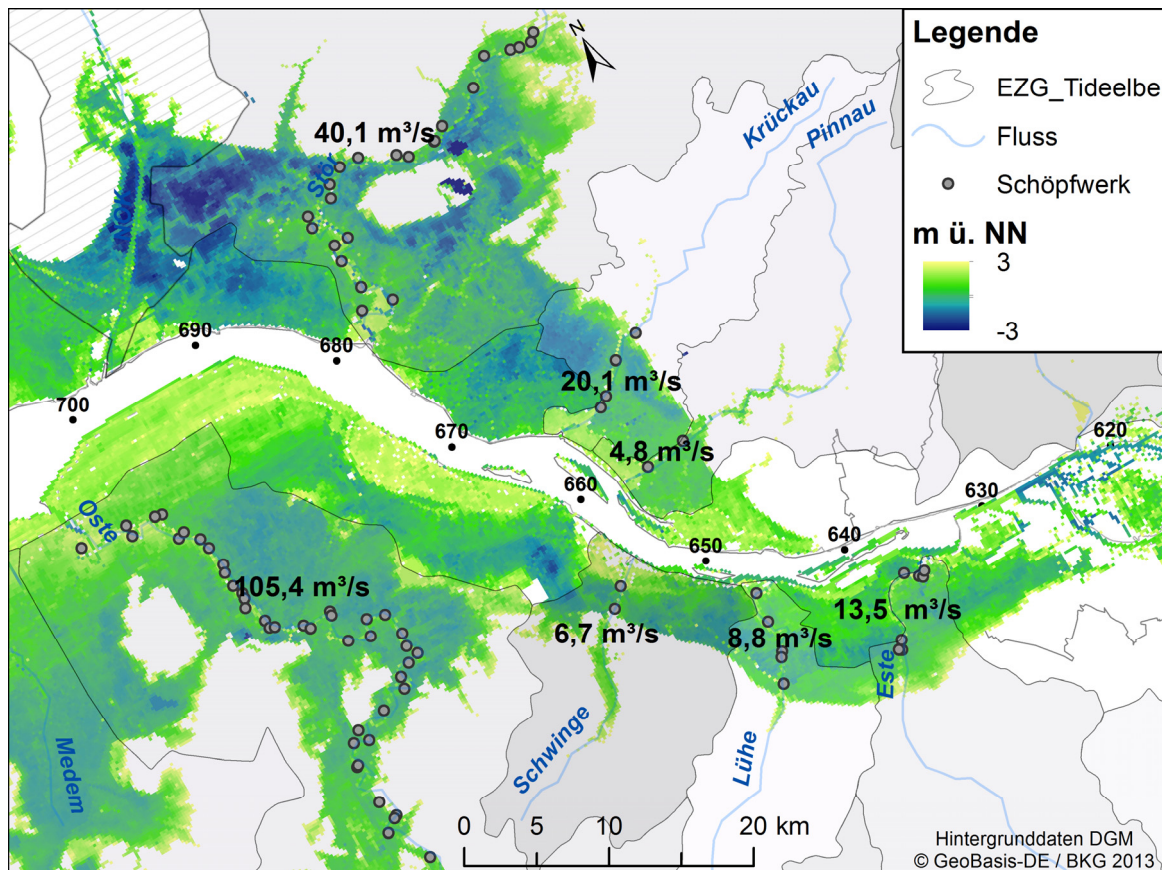 Legende
EZG_Tideelbe
Fluss
Schöpfwerk
m ü. NN
3
-3
N
Krückau
Pinnau
40,1 m³/s
Stör
NOK
690
680
700
670
20,1 m³/s
4,8 m³/s
660
620
630
640
650
Oste
105,4 m³/s
6,7 m³/s
8,8 m³/s
13,5 m³/s
Este
Schwinge
Lühe
Medem
0 5 10 20 km
Hintergrunddaten DGM
© GeoBasis-DE / BKG 2013